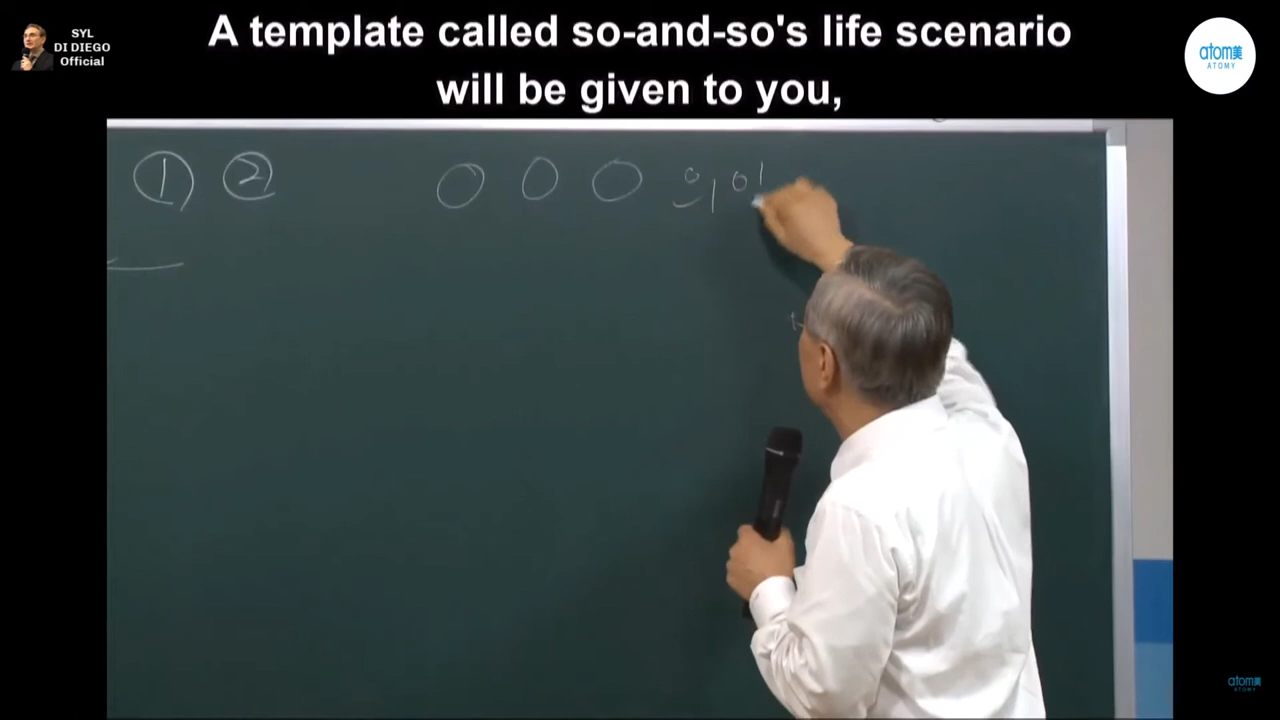 SYL
DI DIEGO
Official
A template called so-and-so's life scenario
will be given to you,
atom美
ATOMY
① ② ○ ○ ○ 의 이
atom美
ATOMY